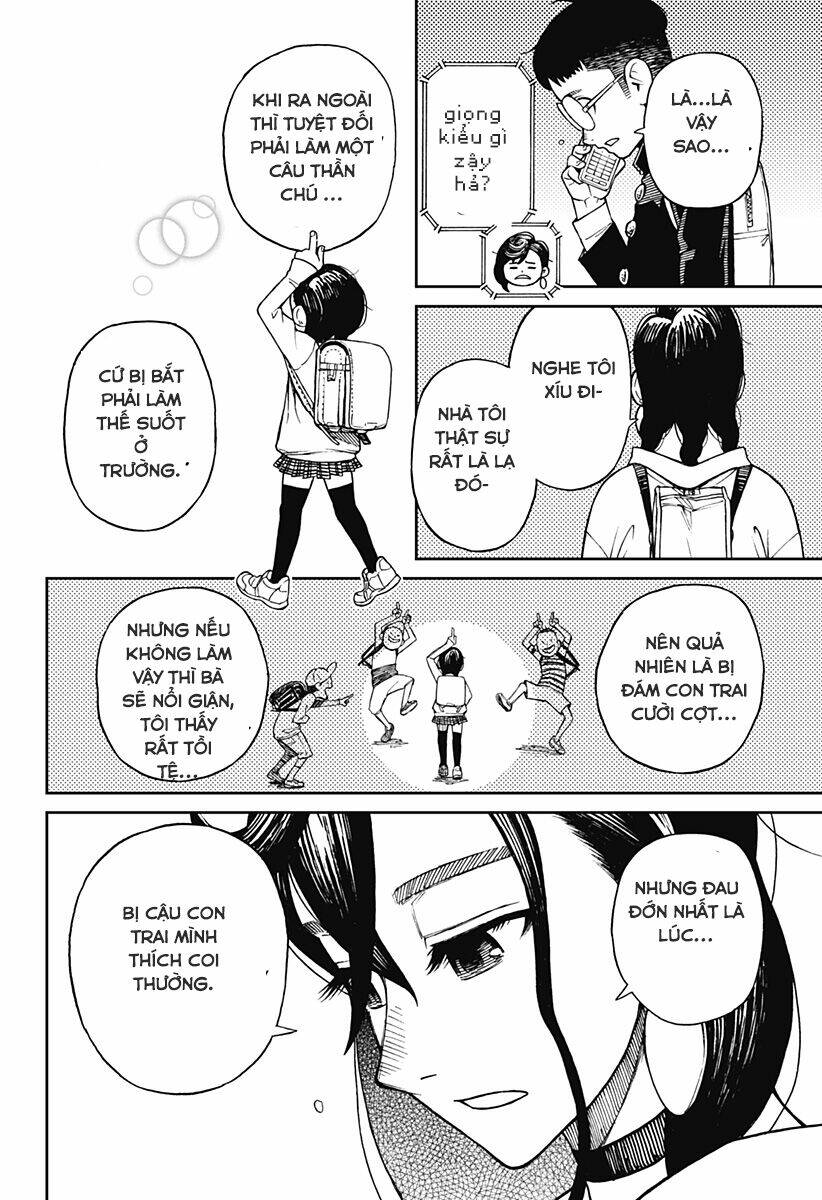 LÀ...LÀ
VẬY
SAO...
giọng
kiểu gì
zậy
hả?
NGHE TÔI
XÍU ĐI-
NHÀ TÔI
THẬT SỰ
RẤT LÀ LẠ
ĐÓ-
KHI RA NGOÀI
THÌ TUYỆT ĐỐI
PHẢI LÀM MỘT
CÂU THẦN
CHÚ ...
CỨ BỊ BẮT
PHẢI LÀM
THẾ SUỐT
Ở
TRƯỜNG.
NÊN QUẢ
NHIÊN LÀ BỊ
ĐÁM CON TRAI
CƯỜI CỢT...
NHƯNG NẾU
KHÔNG LÀM
VẬY THÌ BÀ
SẼ NỔI GIẬN,
TÔI THẤY
RẤT TỒI
TỆ...
NHƯNG ĐAU
ĐỚN NHẤT LÀ
LÚC...
BỊ CẬU CON
TRAI MÌNH
THÍCH COI
THƯỜNG.